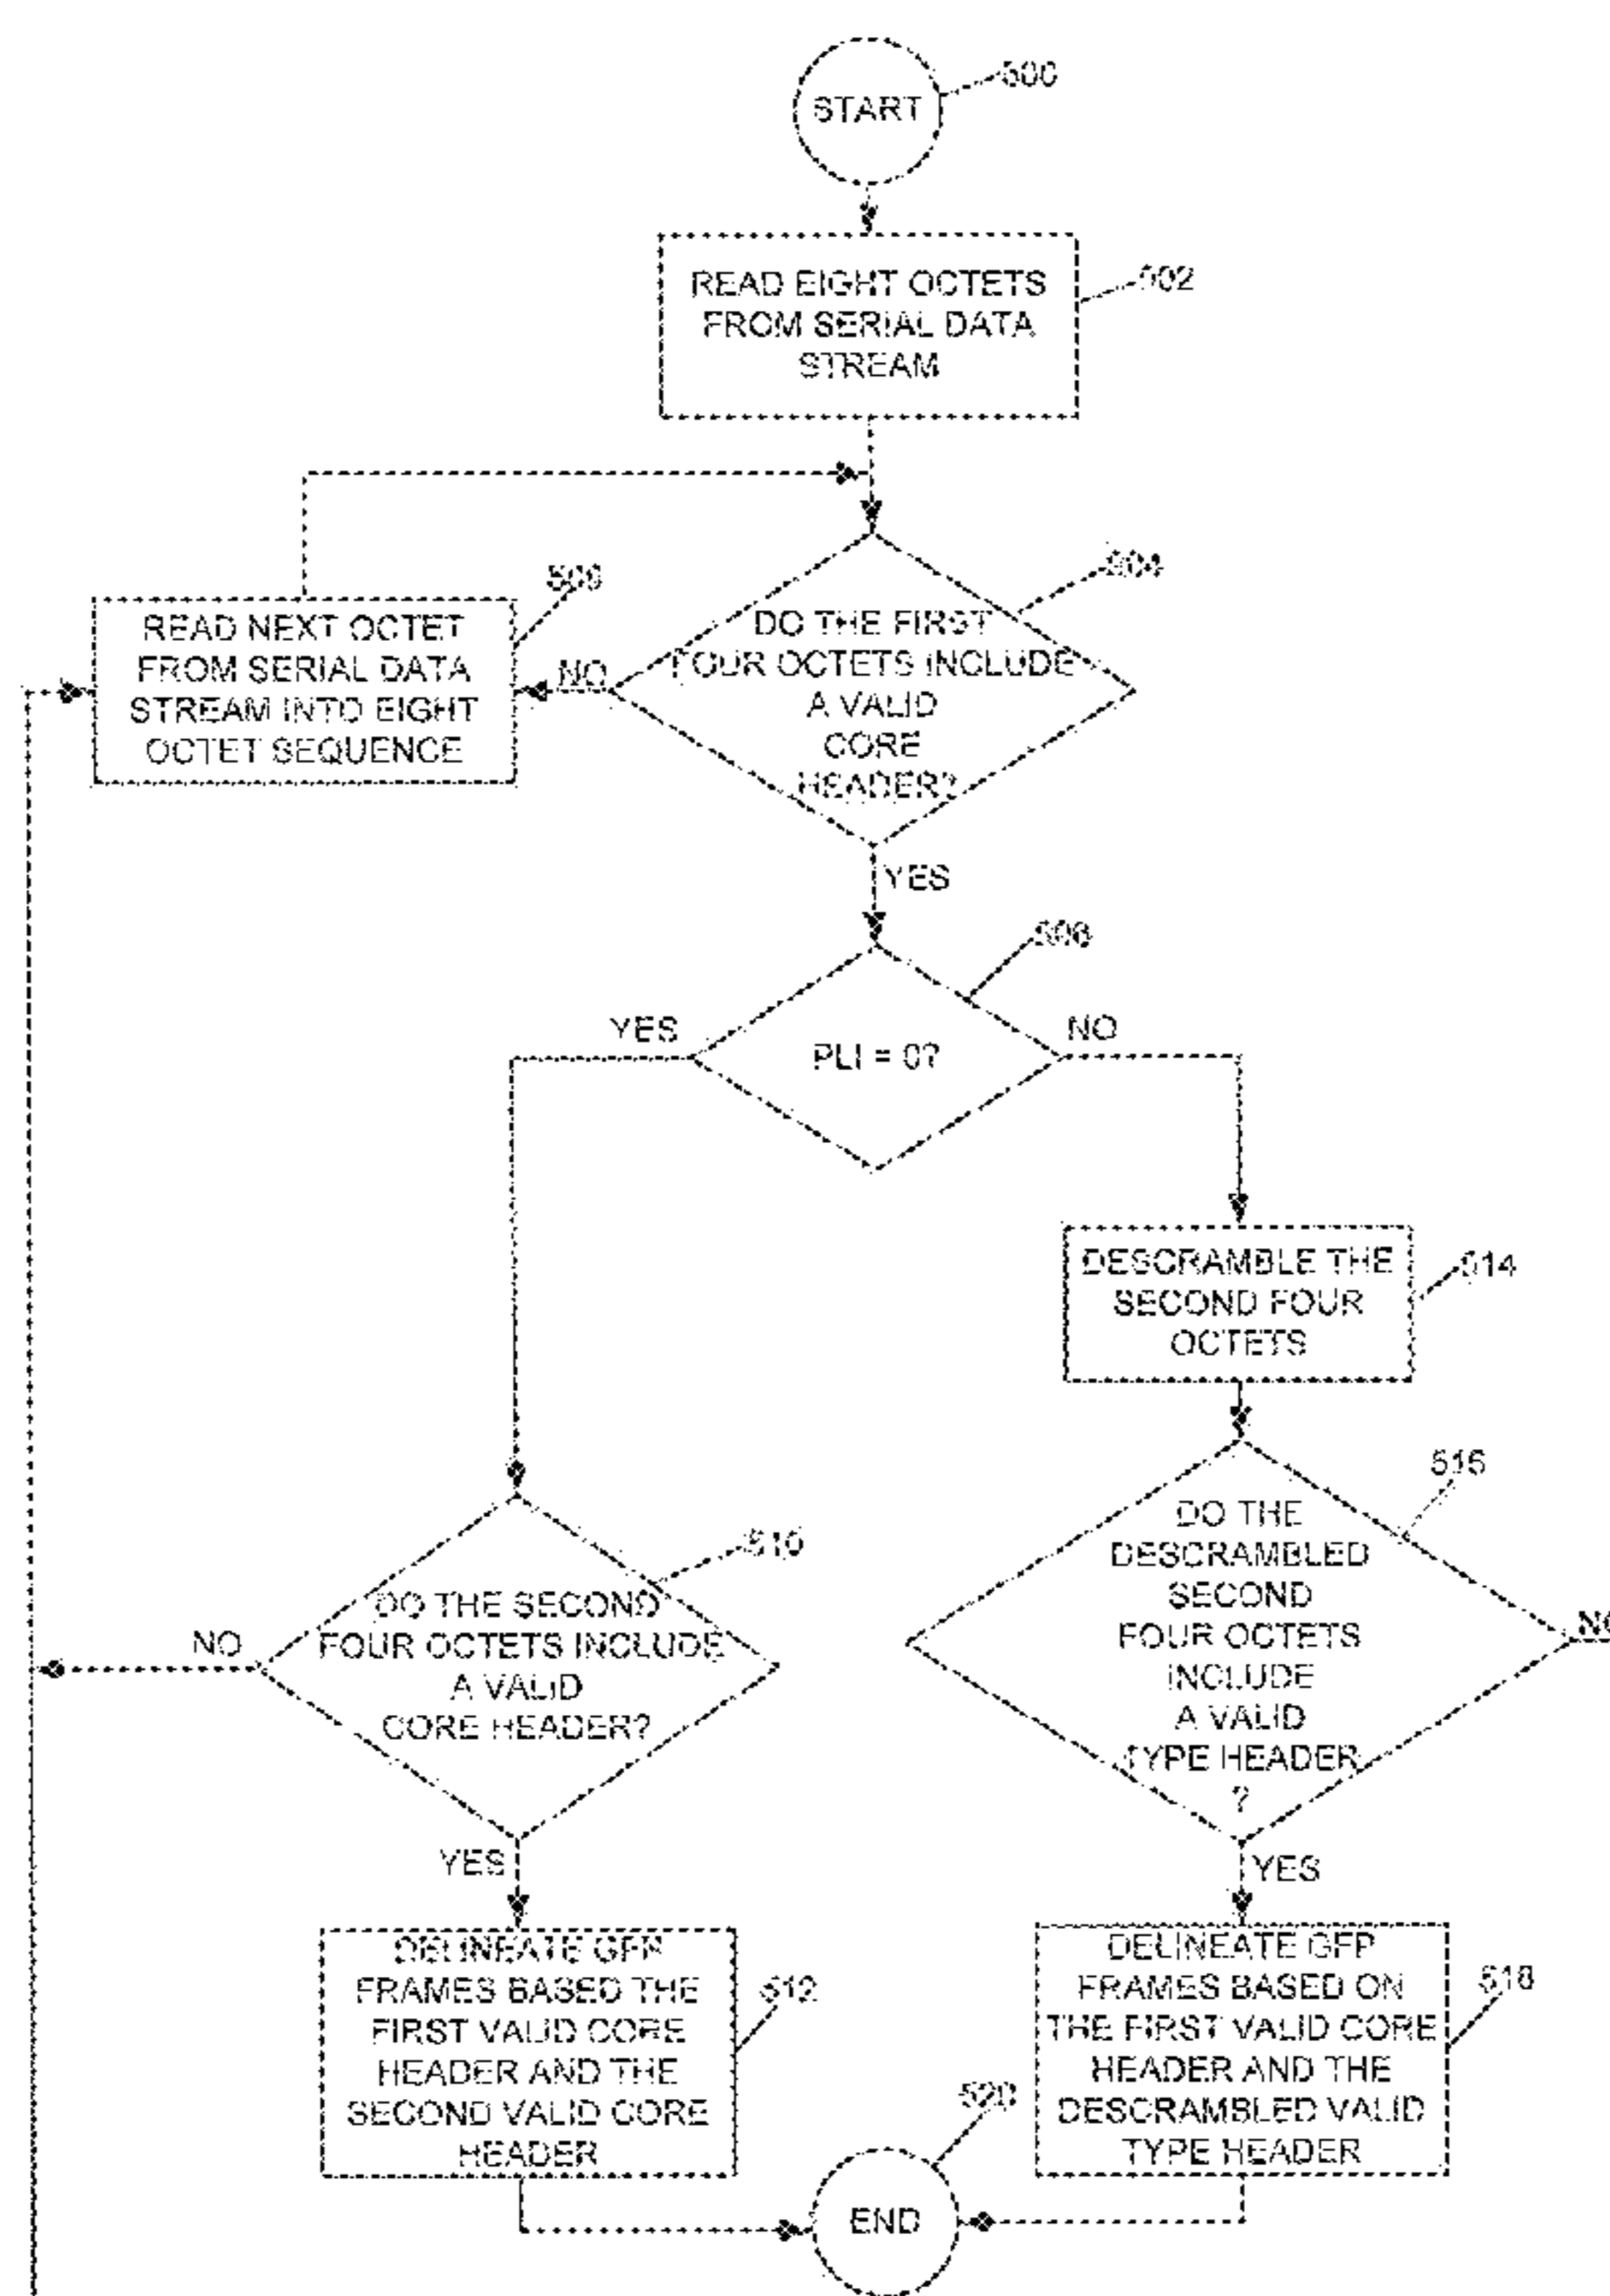 START
500
READ EIGHT OCTETS
FROM SERIAL DATA
STREAM
502
504
DO THE FIRST
FOUR OCTETS INCLUDE
A VALID
CORE
HEADER?
NO
506
READ NEXT OCTET
FROM SERIAL DATA
STREAM INTO EIGHT
OCTET SEQUENCE
YES
508
PLI = 0?
YES
NO
DESCRAMBLE THE
SECOND FOUR
OCTETS
514
516
DO THE
DESCRAMBLED
SECOND
FOUR OCTETS
INCLUDE
A VALID
TYPE HEADER
?
NO
510
DO THE SECOND
FOUR OCTETS INCLUDE
A VALID
CORE HEADER?
NO
YES
YES
DELINEATE GFP
FRAMES BASED THE
FIRST VALID CORE
HEADER AND THE
SECOND VALID CORE
HEADER
512
DELINEATE GFP
FRAMES BASED ON
THE FIRST VALID CORE
HEADER AND THE
DESCRAMBLED VALID
TYPE HEADER
518
520
END